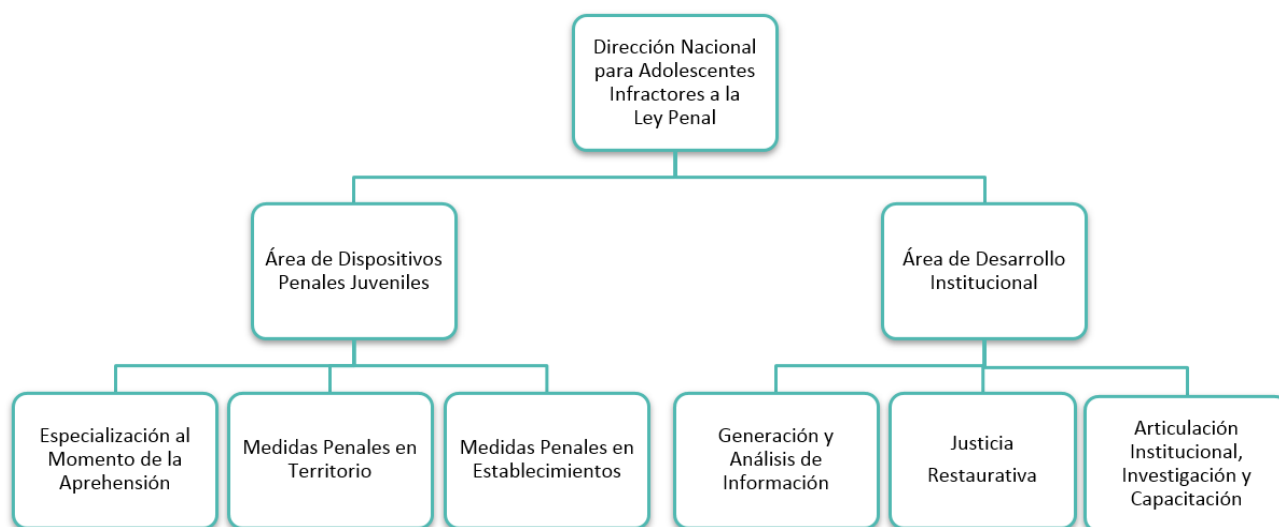 Dirección Nacional
para Adolescentes
Infractores a la
Ley Penal
Área de Dispositivos
Penales Juveniles
Área de Desarrollo
Institucional
Especialización al
Momento de la
Aprehensión
Medidas Penales en
Territorio
Medidas Penales en
Establecimientos
Generación y
Análisis de
Información
Justicia
Restaurativa
Articulación
Institucional,
Investigación y
Capacitación